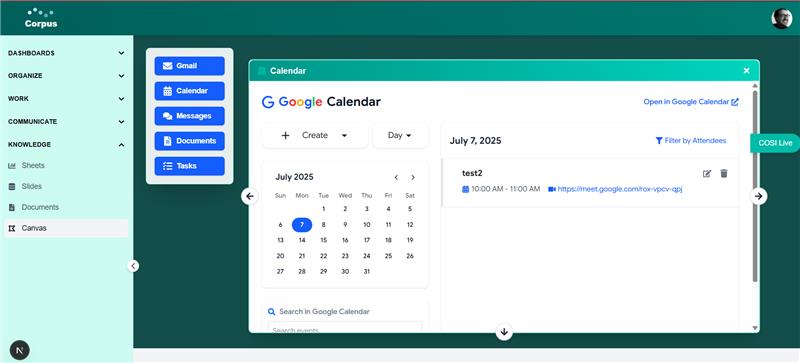 Corpus
DASHBOARDS
ORGANIZE
WORK
COMMUNICATE
KNOWLEDGE
Sheets
Slides
Documents
Canvas
N
Gmail
Calendar
Messages
Documents
Tasks
Calendar
Google Calendar
Open in Google Calendar
Create
Day
July 2025
Sun Mon Tue Wed Thu Fri Sat
1 2 3 4 5
6 7 8 9 10 11 12
13 14 15 16 17 18 19
20 21 22 23 24 25 26
27 28 29 30 31
Search in Google Calendar
Search events
July 7, 2025
Filter by Attendees
test2
10:00 AM - 11:00 AM https://meet.google.com/rox-vpcv-qpj
COSI Live